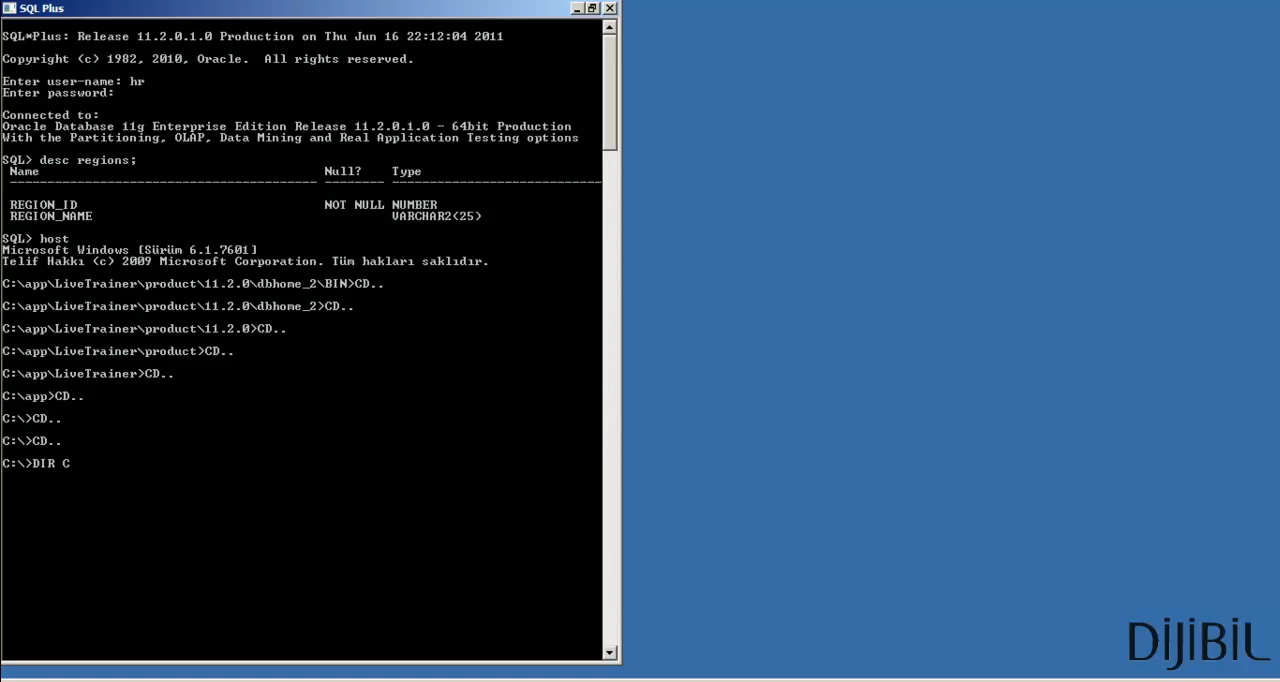 SQL Plus
SQL*Plus: Release 11.2.0.1.0 Production on Thu Jun 16 22:12:04 2011
Copyright (c) 1982, 2010, Oracle.  All rights reserved.
Enter user-name: hr
Enter password:
Connected to:
Oracle Database 11g Enterprise Edition Release 11.2.0.1.0 - 64bit Production
With the Partitioning, OLAP, Data Mining and Real Application Testing options
SQL> desc regions;
Name Null? Type
REGION_ID NOT NULL NUMBER
REGION_NAME VARCHAR2(25)
SQL> host
Microsoft Windows [Sürüm 6.1.7601]
Telif Hakkı (c) 2009 Microsoft Corporation. Tüm hakları saklıdır.
C:\app\LiveTrainer\product\11.2.0\dbhome_2\BIN>CD..
C:\app\LiveTrainer\product\11.2.0\dbhome_2>CD..
C:\app\LiveTrainer\product\11.2.0>CD..
C:\app\LiveTrainer\product>CD..
C:\app\LiveTrainer>CD..
C:\app>CD..
C:\>CD..
C:\>CD..
C:\>DIR C
DiJiBiL